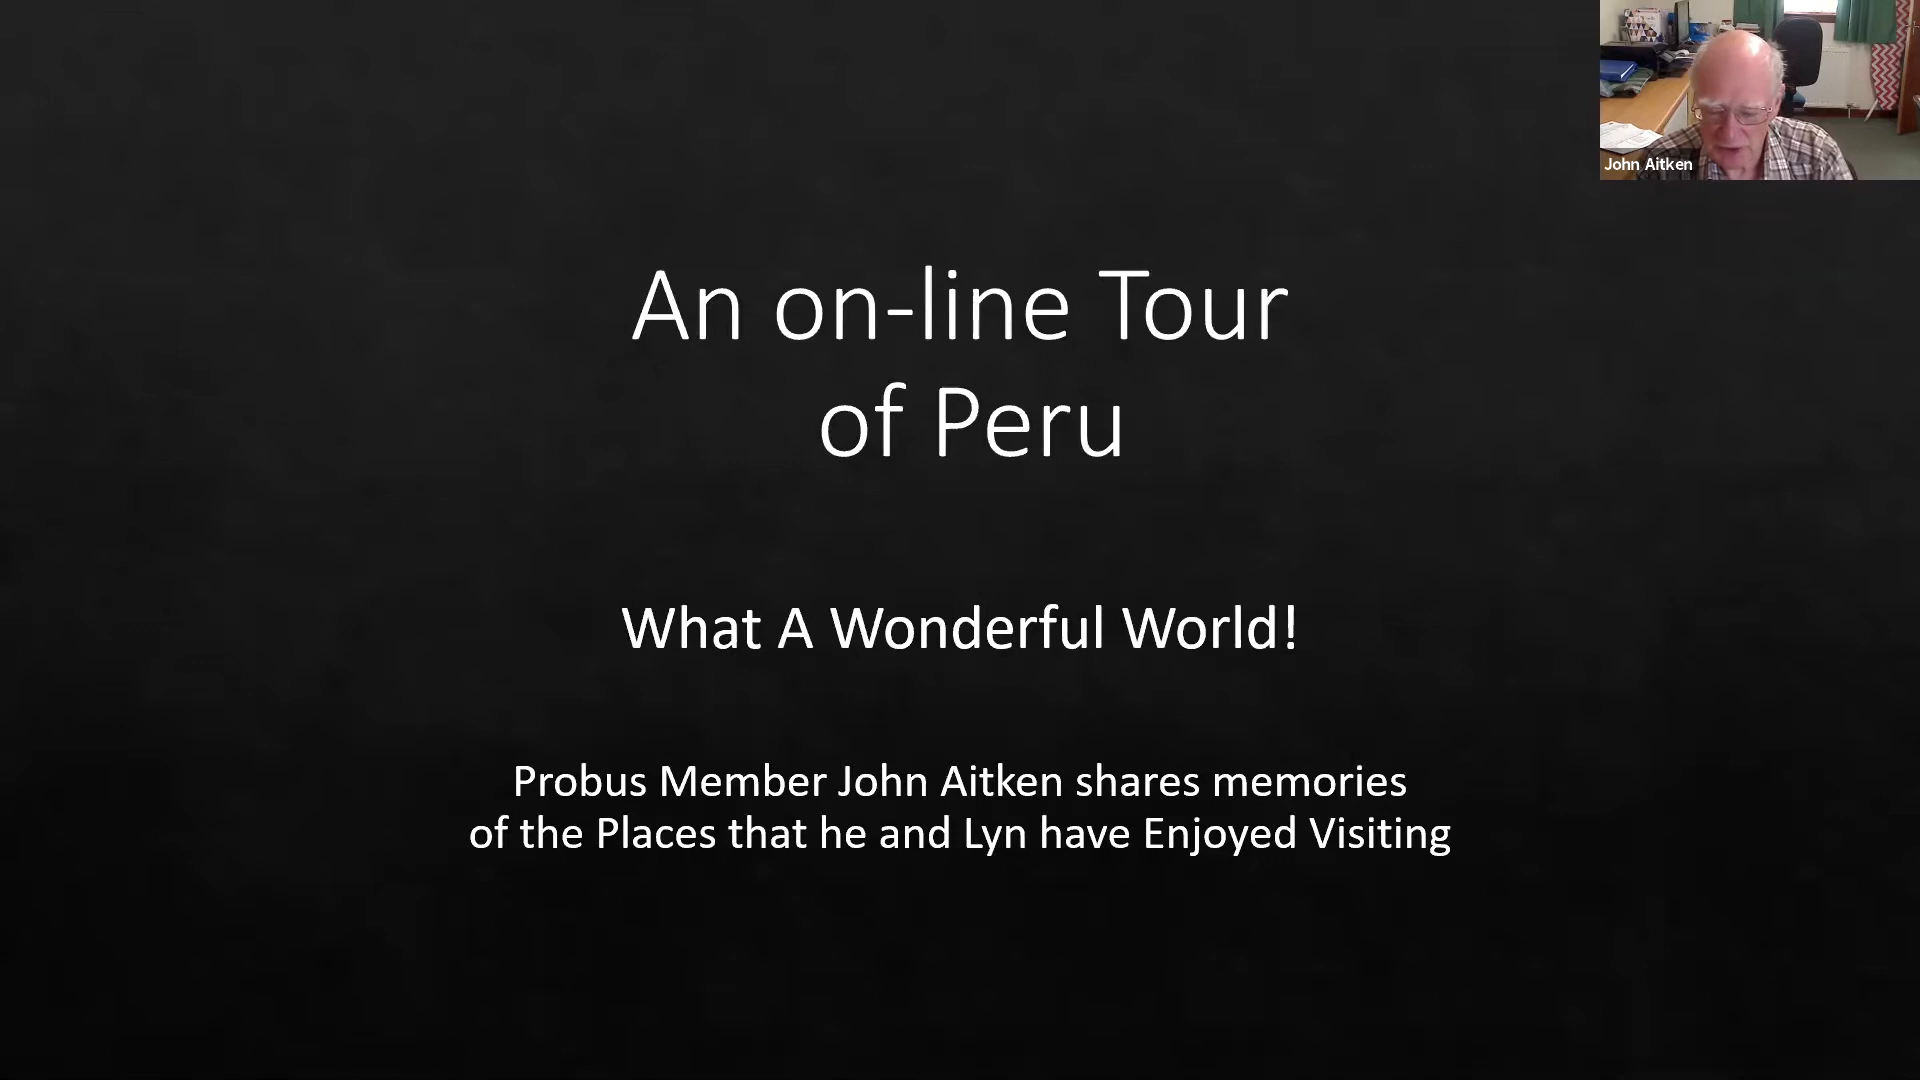 John Aitken
An on-line Tour
of Peru
What A Wonderful World!
Probus Member John Aitken shares memories
of the Places that he and Lyn have Enjoyed Visiting